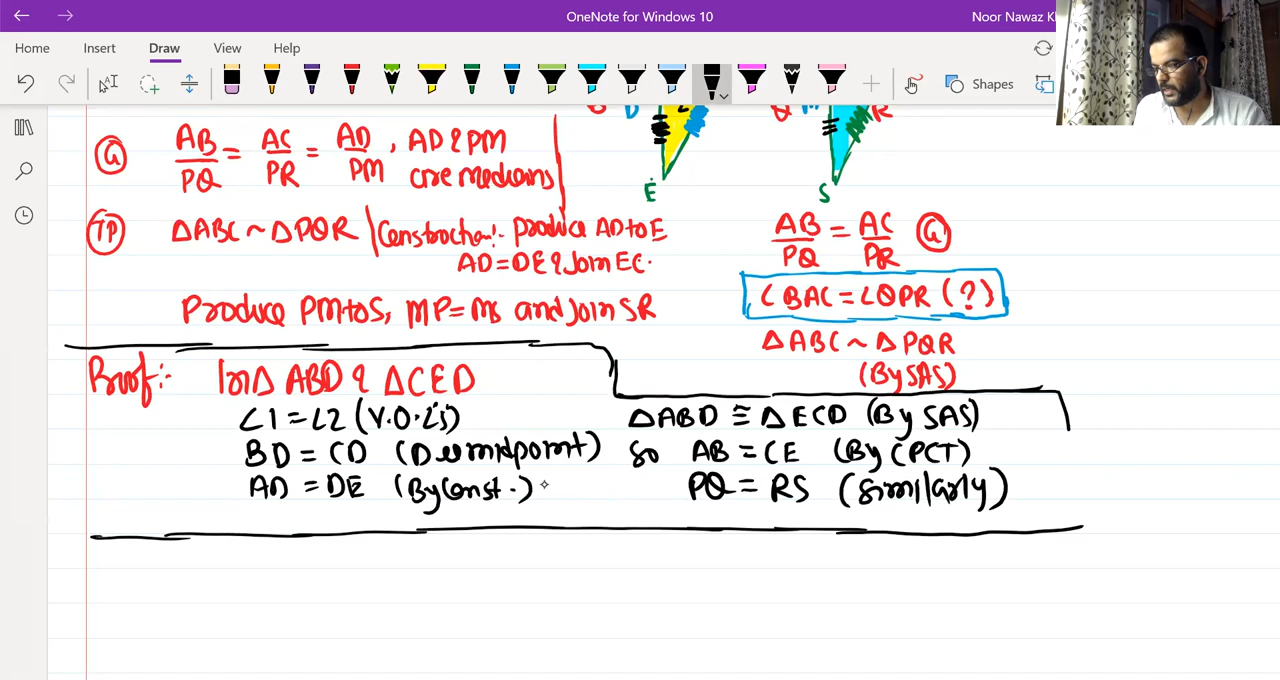 OneNote for Windows 10
Noor Nawaz Kh
Home Insert Draw View Help
Shapes
D Q R
E S
G AB/PQ = AC/PR = AD/PM , AD & PM are medians
TP ΔABC ~ ΔPQR | Construction:- produce AD to E
AD = DE & Join EC.
Produce PM to S, MP = MS and Join SR
AB/PQ = AC/PR G
∠BAC = ∠QPR (?)
ΔABC ~ ΔPQR
(By SAS)
Proof:- In Δ ABD & ΔCED
∠1 = ∠2 (V.O.∠'s)
BD = CD (D is midpoint)
AD = DE (By Const.)
ΔABD ≅ ΔECD (By SAS)
So AB = CE (By CPCT)
PQ = RS (Similarly)